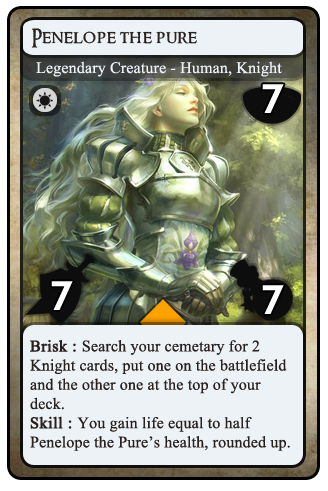 Penelope the pure
Legendary Creature - Human, Knight
7
7
7
Brisk : Search your cemetary for 2
Knight cards, put one on the battlefield
and the other one at the top of your
deck.
Skill : You gain life equal to half
Penelope the Pure's health, rounded up.